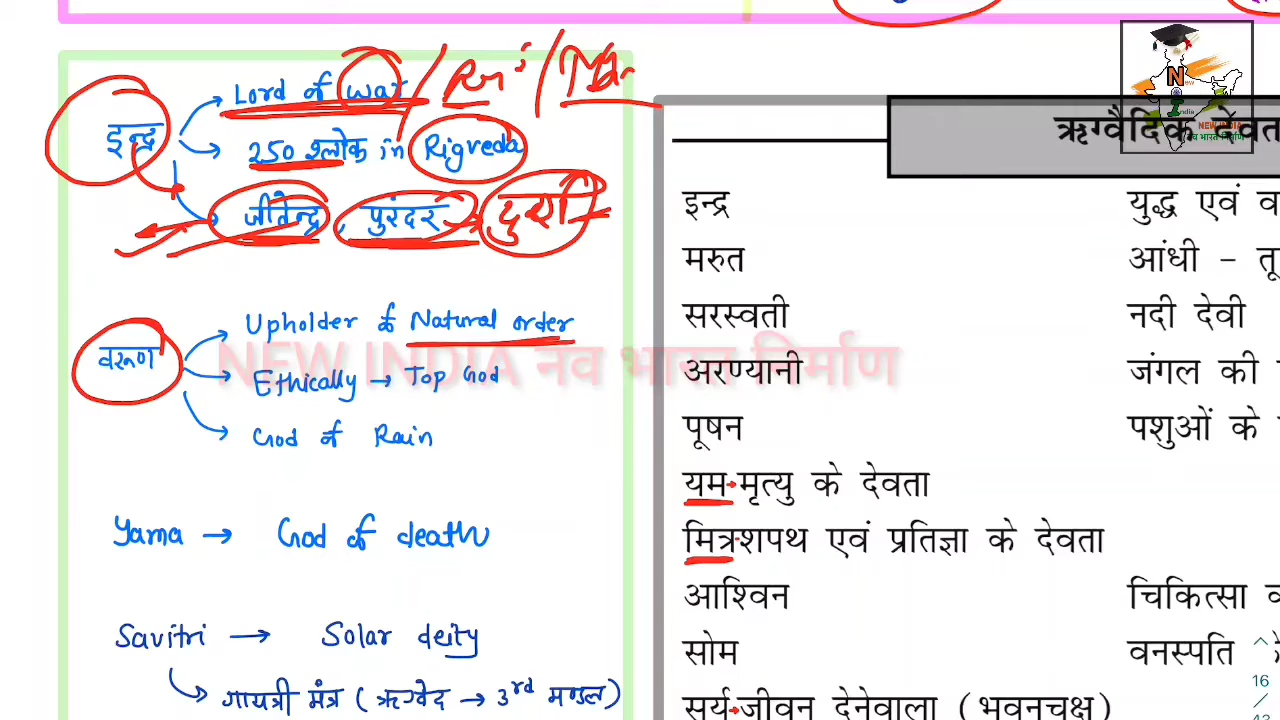 Lord of war
इन्द्र
250 श्लोक in Rigveda
जीतेन्द्र, पुरंदर
वरूण
Upholder of Natural order
Ethically → Top God
God of Rain
Yama → God of death
Savitri → Solar deity
गायत्री मंत्र (ऋग्वेद → 3rd मण्डल)
NEW INDIA नव भारत निर्माण
ऋग्वैदिक देवता
इन्द्र युद्ध एवं
मरुत आंधी –
सरस्वती नदी देवी
अरण्यानी जंगल की
पूषन पशुओं के
यम मृत्यु के देवता
मित्र शपथ एवं प्रतिज्ञा के देवता
आश्विन चिकित्सा
सोम वनस्पति
सूर्य जीवन देनेवाला (भुवनचक्षु)
16